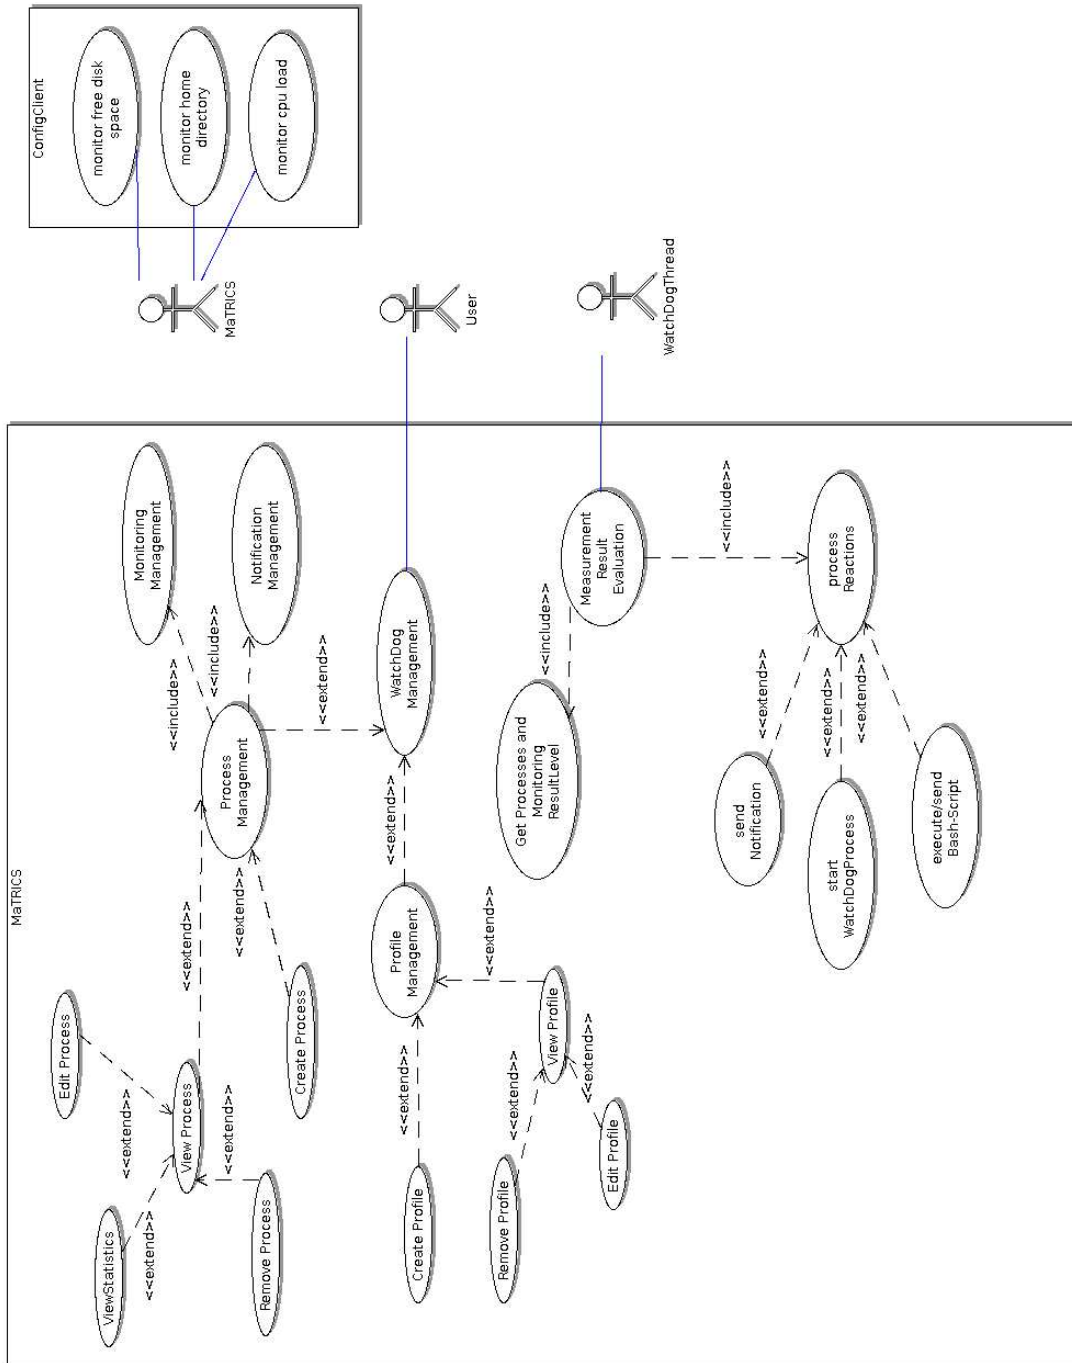 ConfigClient
monitor free disk
space
monitor home
directory
monitor cpu load
MaTRICS
User
WatchDogThread
MaTRICS
Monitoring
Management
Notification
Management
<<include>>
<<include>>
Process
Management
<<extend>>
WatchDog
Management
<<extend>>
<<extend>>
Edit Process
<<extend>>
View Process
<<extend>>
ViewStatistics
<<extend>>
Remove Process
<<extend>>
Create Process
<<extend>>
Profile
Management
<<extend>>
Create Profile
<<extend>>
View Profile
<<extend>>
Remove Profile
<<extend>>
Edit Profile
Measurement
Result
Evaluation
<<include>>
Get Processes and
Monitoring
ResultLevel
<<include>>
process
Reactions
<<extend>>
<<extend>>
<<extend>>
send
Notification
start
WatchDogProcess
execute/send
Bash-Script